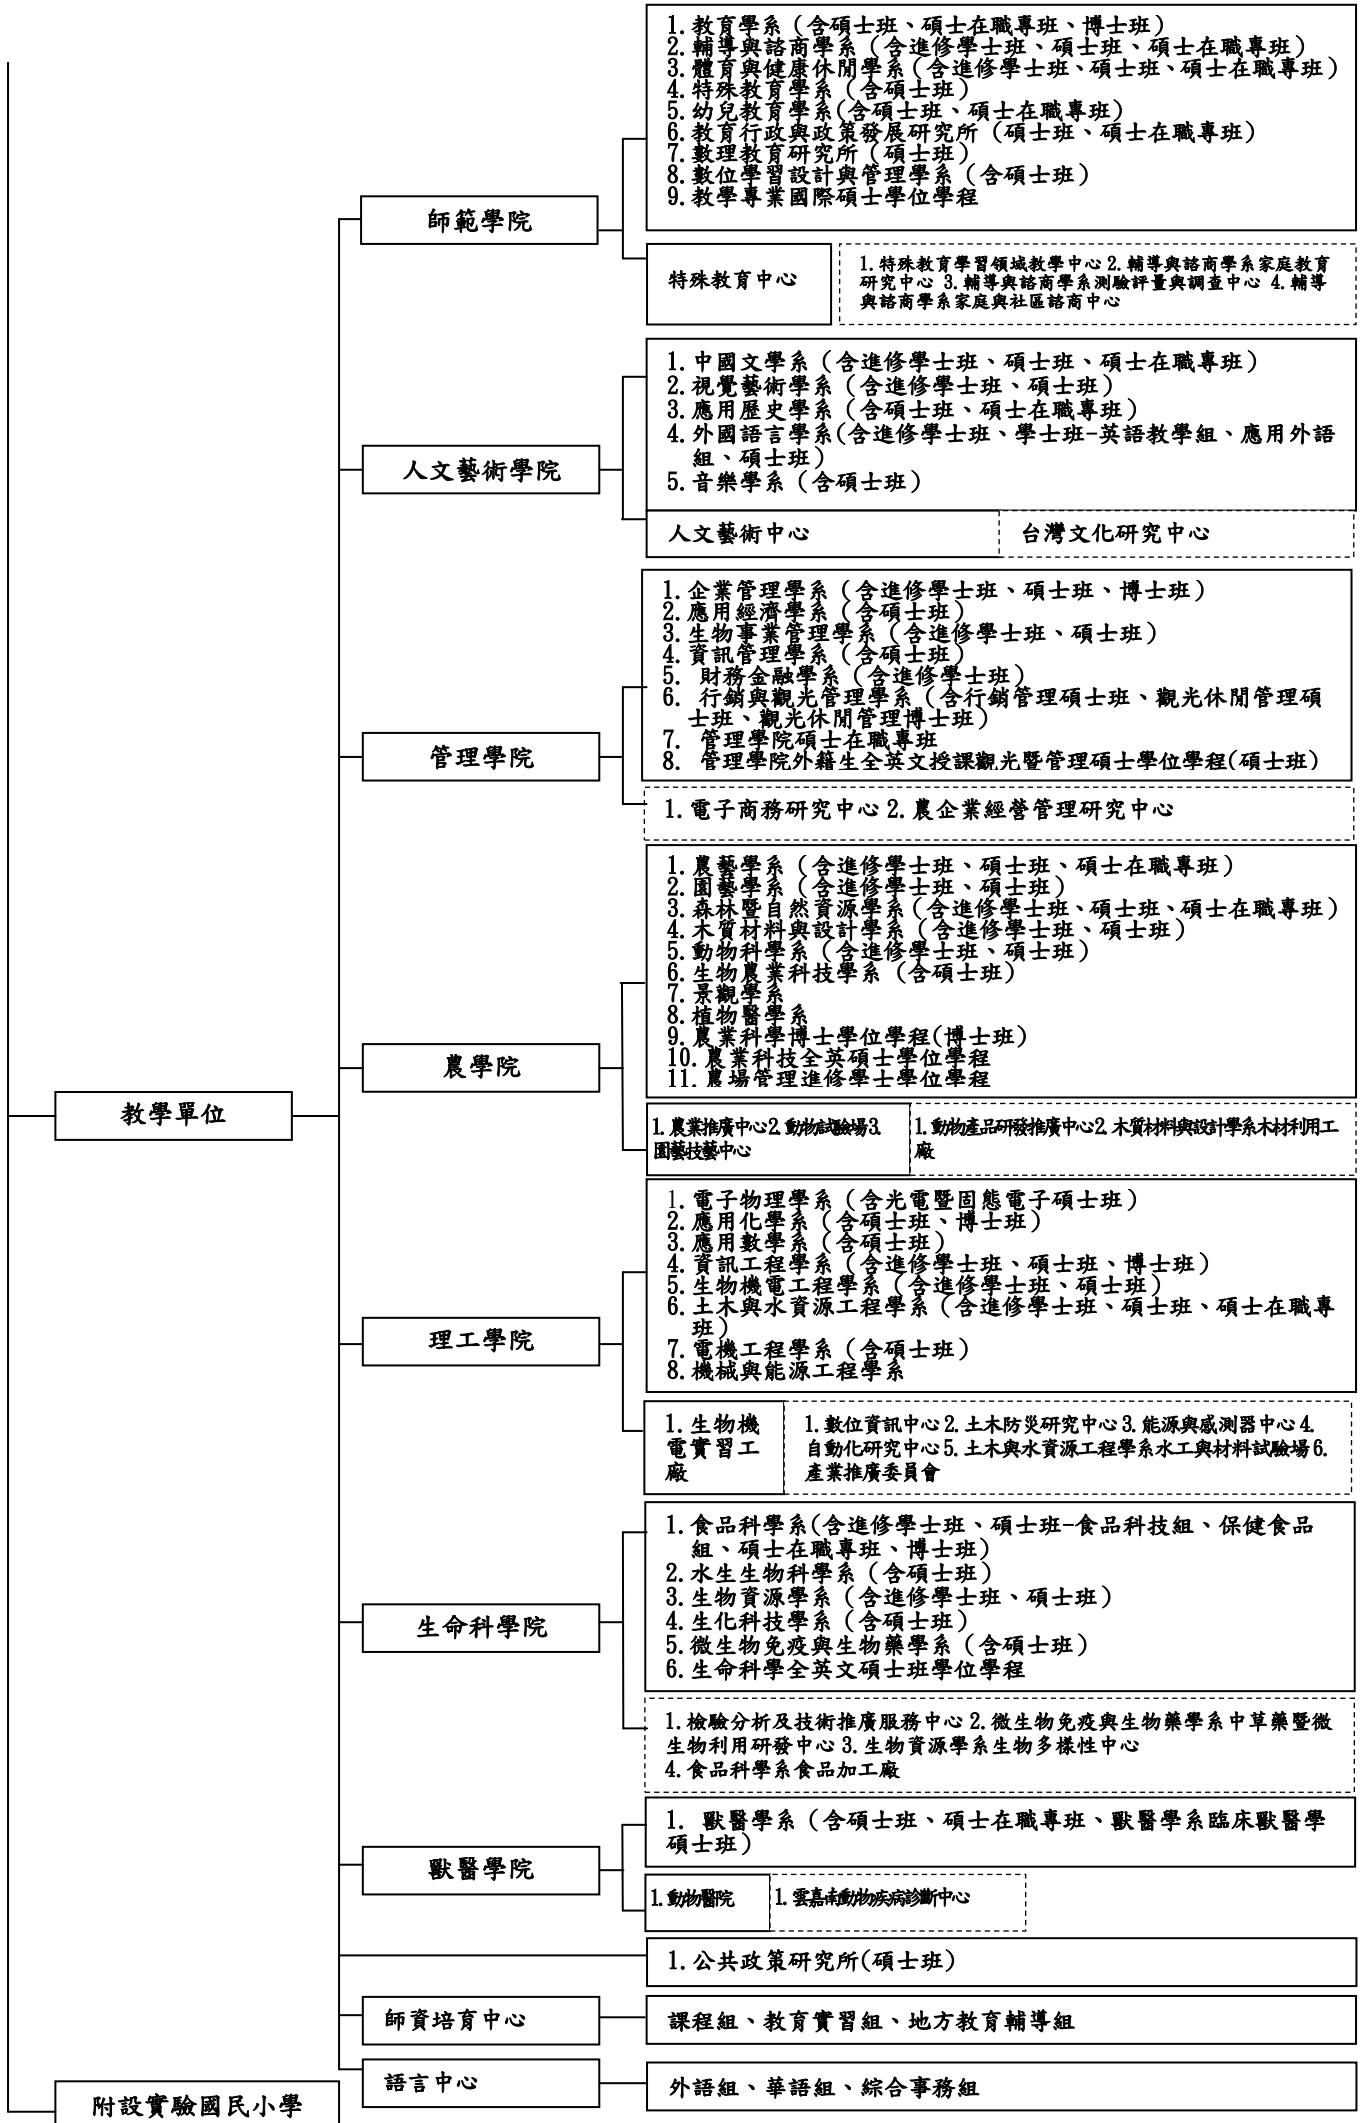 1.教育學系（含碩士班、碩士在職專班、博士班）
2.輔導與諮商學系（含進修學士班、碩士班、碩士在職專班）
3.體育與健康休閒學系（含進修學士班、碩士班、碩士在職專班）
4.特殊教育學系（含碩士班）
5.幼兒教育學系(含碩士班、碩士在職專班）
6.教育行政與政策發展研究所（碩士班、碩士在職專班）
7.數理教育研究所（碩士班）
8.數位學習設計與管理學系（含碩士班）
9.教學專業國際碩士學位學程
師範學院
特殊教育中心
1.特殊教育學習領域教學中心 2.輔導與諮商學系家庭教育
研究中心 3.輔導與諮商學系測驗評量與調查中心 4.輔導
與諮商學系家庭與社區諮商中心
1.中國文學系（含進修學士班、碩士班、碩士在職專班）
2.視覺藝術學系（含進修學士班、碩士班）
3.應用歷史學系（含碩士班、碩士在職專班）
4.外國語言學系(含進修學士班、學士班-英語教學組、應用外語
組、碩士班）
5.音樂學系（含碩士班）
人文藝術學院
人文藝術中心
台灣文化研究中心
1.企業管理學系（含進修學士班、碩士班、博士班）
2.應用經濟學系（含碩士班）
3.生物事業管理學系（含進修學士班、碩士班）
4.資訊管理學系（含碩士班）
5. 財務金融學系（含進修學士班）
6. 行銷與觀光管理學系（含行銷管理碩士班、觀光休閒管理碩
士班、觀光休閒管理博士班）
7. 管理學院碩士在職專班
8. 管理學院外籍生全英文授課觀光暨管理碩士學位學程(碩士班)
管理學院
1.電子商務研究中心 2.農企業經營管理研究中心
1.農藝學系（含進修學士班、碩士班、碩士在職專班）
2.園藝學系（含進修學士班、碩士班）
3.森林暨自然資源學系（含進修學士班、碩士班、碩士在職專班）
4.木質材料與設計學系（含進修學士班、碩士班）
5.動物科學系（含進修學士班、碩士班）
6.生物農業科技學系（含碩士班）
7.景觀學系
8.植物醫學系
9.農業科學博士學位學程(博士班）
10.農業科技全英碩士學位學程
11.農場管理進修學士學位學程
農學院
教學單位
1.農業推廣中心2.動物試驗場3.
園藝技藝中心
1.動物產品研發推廣中心2.木質材料與設計學系木材利用工
廠
1.電子物理學系（含光電暨固態電子碩士班）
2.應用化學系（含碩士班、博士班）
3.應用數學系（含碩士班）
4.資訊工程學系（含進修學士班、碩士班、博士班）
5.生物機電工程學系（含進修學士班、碩士班）
6.土木與水資源工程學系（含進修學士班、碩士班、碩士在職專
班）
7.電機工程學系（含碩士班）
8.機械與能源工程學系
理工學院
1.生物機
電實習工
廠
1.數位資訊中心 2.土木防災研究中心 3.能源與感測器中心 4.
自動化研究中心 5.土木與水資源工程學系水工與材料試驗場 6.
產業推廣委員會
1.食品科學系(含進修學士班、碩士班-食品科技組、保健食品
組、碩士在職專班、博士班）
2.水生生物科學系（含碩士班）
3.生物資源學系（含進修學士班、碩士班）
4.生化科技學系（含碩士班）
5.微生物免疫與生物藥學系（含碩士班）
6.生命科學全英文碩士班學位學程
生命科學院
1.檢驗分析及技術推廣服務中心 2.微生物免疫與生物藥學系中草藥暨微
生物利用研發中心 3.生物資源學系生物多樣性中心
4.食品科學系食品加工廠
1. 獸醫學系（含碩士班、碩士在職專班、獸醫學系臨床獸醫學
碩士班）
獸醫學院
1.動物醫院
1.雲嘉南動物疾病診斷中心
1.公共政策研究所(碩士班）
師資培育中心
課程組、教育實習組、地方教育輔導組
語言中心
外語組、華語組、綜合事務組
附設實驗國民小學